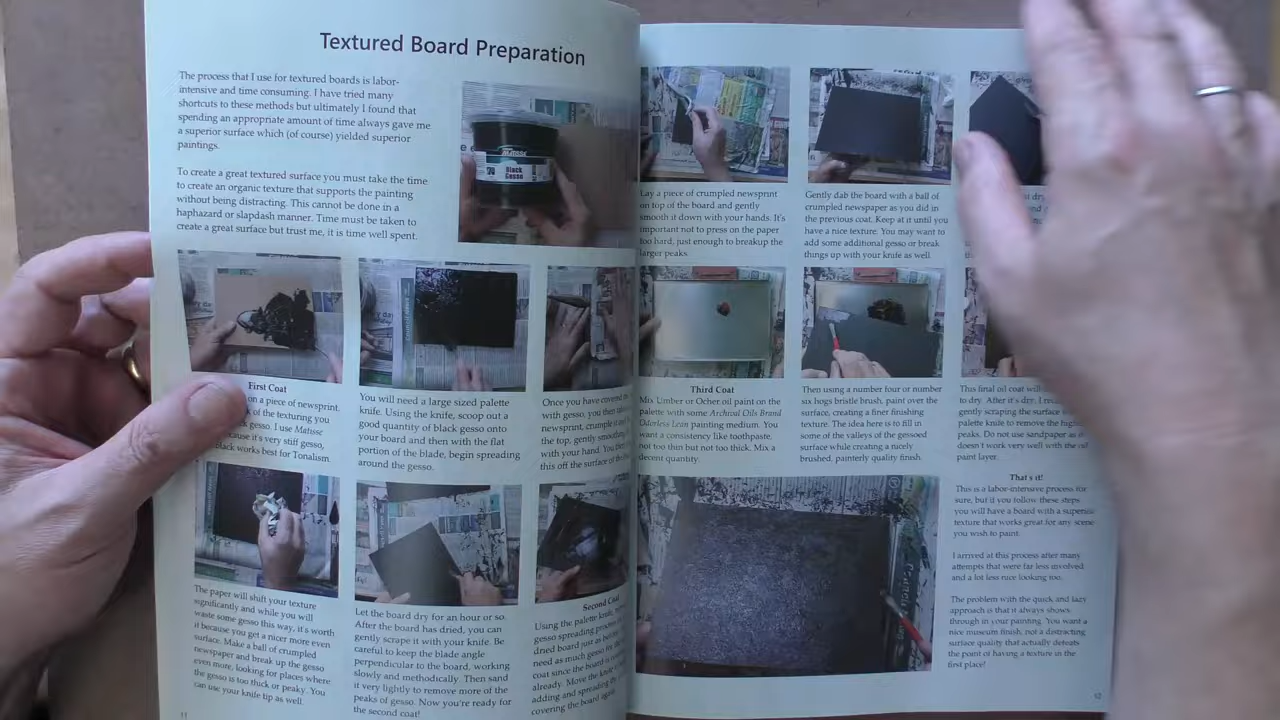 Textured Board Preparation
The process that I use for textured boards is labor-
intensive and time consuming. I have tried many
shortcuts to these methods but ultimately I found that
spending an appropriate amount of time always gave me
a superior surface which (of course) yielded superior
paintings.
To create a great textured surface you must take the time
to create an organic texture that supports the painting
without being distracting. This cannot be done in a
haphazard or slapdash manner. Time must be taken to
create a great surface but trust me, it is time well spent.
Matisse
Black
Gesso
First Coat
on a piece of newsprint.
of the texturing you
gesso. I use Matisse
cause it's very stiff gesso,
lack works best for Tonalism.
You will need a large sized palette
knife. Using the knife, scoop out a
good quantity of black gesso onto
your board and then with the flat
portion of the blade, begin spreading
around the gesso.
Once you have covered
with gesso, you then
newsprint, crumple it
the top, gently smoothing
with your hand. You then
this off the surface of the
The paper will shift your texture
significantly and while you will
waste some gesso this way, it's worth
it because you get a nicer more even
surface. Make a ball of crumpled
newspaper and break up the gesso
even more, looking for places where
the gesso is too thick or peaky. You
can use your knife tip as well.
Let the board dry for an hour or so.
After the board has dried, you can
gently scrape it with your knife. Be
careful to keep the blade angle
perpendicular to the board, working
slowly and methodically. Then sand
it very lightly to remove more of the
peaks of gesso. Now you're ready for
the second coat!
Second Coat
Using the palette knife,
gesso spreading
dried board just as before
need as much gesso
coat since the board is
already. Move the knife
adding and spreading
covering the board again
11
Lay a piece of crumpled newsprint
on top of the board and gently
smooth it down with your hands. It's
important not to press on the paper
too hard, just enough to breakup the
larger peaks.
Gently dab the board with a ball of
crumpled newspaper as you did in
the previous coat. Keep at it until you
have a nice texture. You may want to
add some additional gesso or break
things up with your knife as well.
Third Coat
Mix Umber or Ocher oil paint on the
palette with some Archival Oils Brand
Odorless Lean painting medium. You
want a consistency like toothpaste,
not too thin but not too thick. Mix a
decent quantity.
Then using a number four or number
six hogs bristle brush, paint over the
surface, creating a finer finishing
texture. The idea here is to fill in
some of the valleys of the gessoed
surface while creating a nicely
brushed, painterly quality finish.
This final oil coat will
to dry. After it's dry, I
gently scraping the surface
palette knife to remove the highest
peaks. Do not use sandpaper as it
doesn't work very well with the oil
paint layer.
That's it!
This is a labor-intensive process for
sure, but if you follow these steps
you will have a board with a superior
texture that works great for any scene
you wish to paint.
I arrived at this process after many
attempts that were far less involved
and a lot less nice looking too.
The problem with the quick and lazy
approach is that it always shows
through in your painting. You want a
nice museum finish, not a distracting
surface quality that actually defeats
the point of having a texture in the
first place!
12